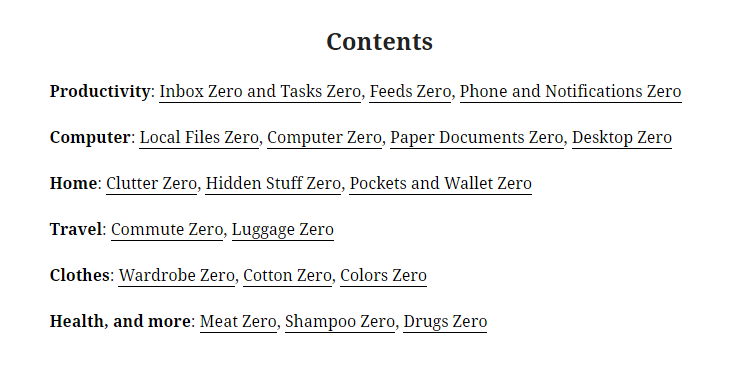 Contents
Productivity: Inbox Zero and Tasks Zero, Feeds Zero, Phone and Notifications Zero
Computer: Local Files Zero, Computer Zero, Paper Documents Zero, Desktop Zero
Home: Clutter Zero, Hidden Stuff Zero, Pockets and Wallet Zero
Travel: Commute Zero, Luggage Zero
Clothes: Wardrobe Zero, Cotton Zero, Colors Zero
Health, and more: Meat Zero, Shampoo Zero, Drugs Zero